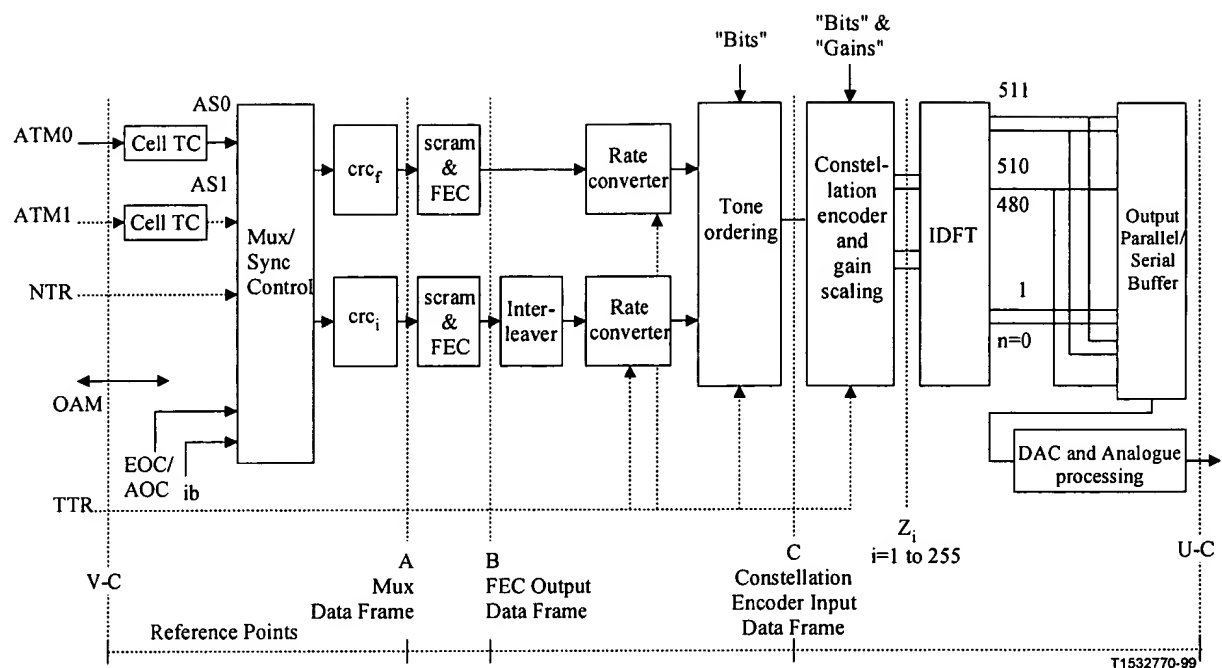 "Bits"
"Bits" &
"Gains"
AS0
ATM0
Cell TC
AS1
ATM1
Cell TC
NTR
OAM
EOC/
AOC
ib
TTR
Mux/
Sync
Control
crcf
scram
&
FEC
Rate
converter
crci
scram
&
FEC
Inter-
leaver
Rate
converter
Tone
ordering
Constel-
lation
encoder
and
gain
scaling
IDFT
511
510
480
1
n=0
Output
Parallel/
Serial
Buffer
DAC and Analogue
processing
V-C
A
Mux
Data Frame
B
FEC Output
Data Frame
C
Constellation
Encoder Input
Data Frame
Zi
i=1 to 255
U-C
Reference Points
T1532770-99